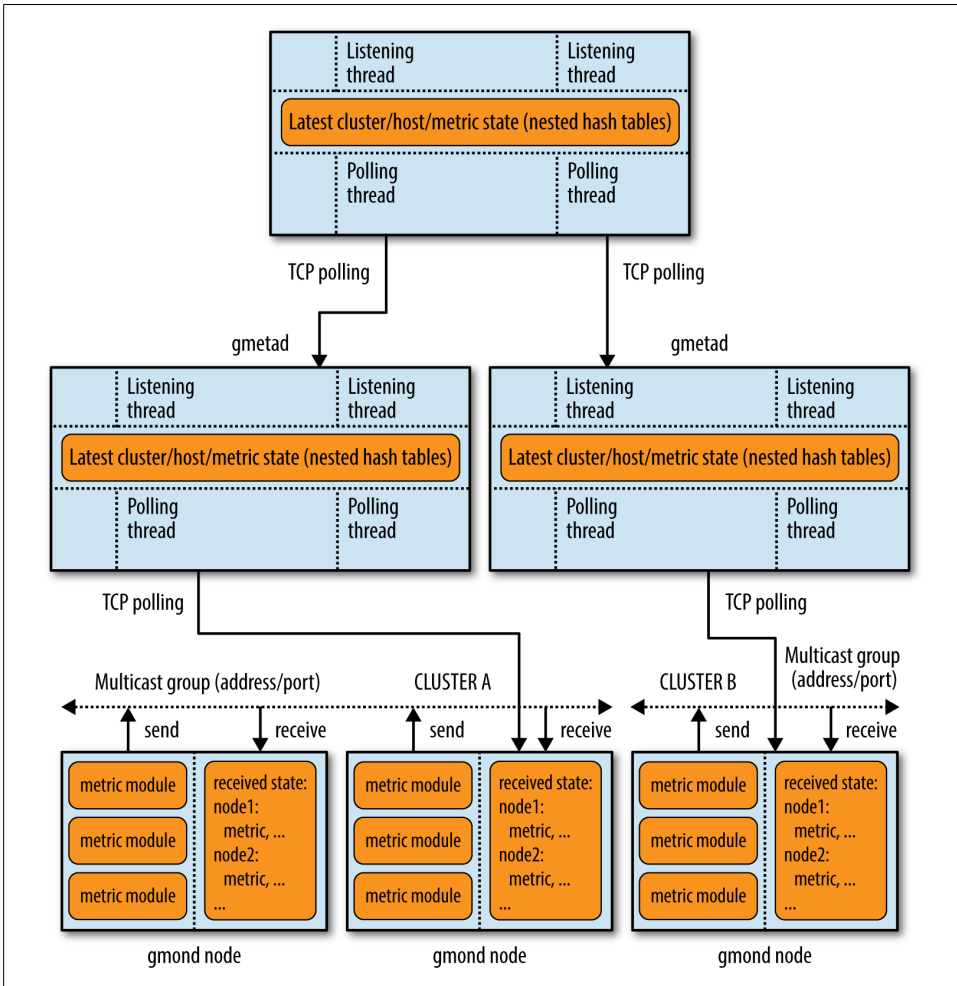 Listening
thread
Listening
thread
Latest cluster/host/metric state (nested hash tables)
Polling
thread
Polling
thread
TCP polling
TCP polling
gmetad
gmetad
Listening
thread
Listening
thread
Latest cluster/host/metric state (nested hash tables)
Polling
thread
Polling
thread
Listening
thread
Listening
thread
Latest cluster/host/metric state (nested hash tables)
Polling
thread
Polling
thread
TCP polling
TCP polling
Multicast group (address/port)
CLUSTER A
CLUSTER B
Multicast group
(address/port)
send
receive
send
receive
send
receive
metric module
metric module
metric module
received state:
node1:
metric, ...
node2:
metric, ...
...
gmond node
metric module
metric module
metric module
received state:
node1:
metric, ...
node2:
metric, ...
...
gmond node
metric module
metric module
metric module
received state:
node1:
metric, ...
node2:
metric, ...
...
gmond node